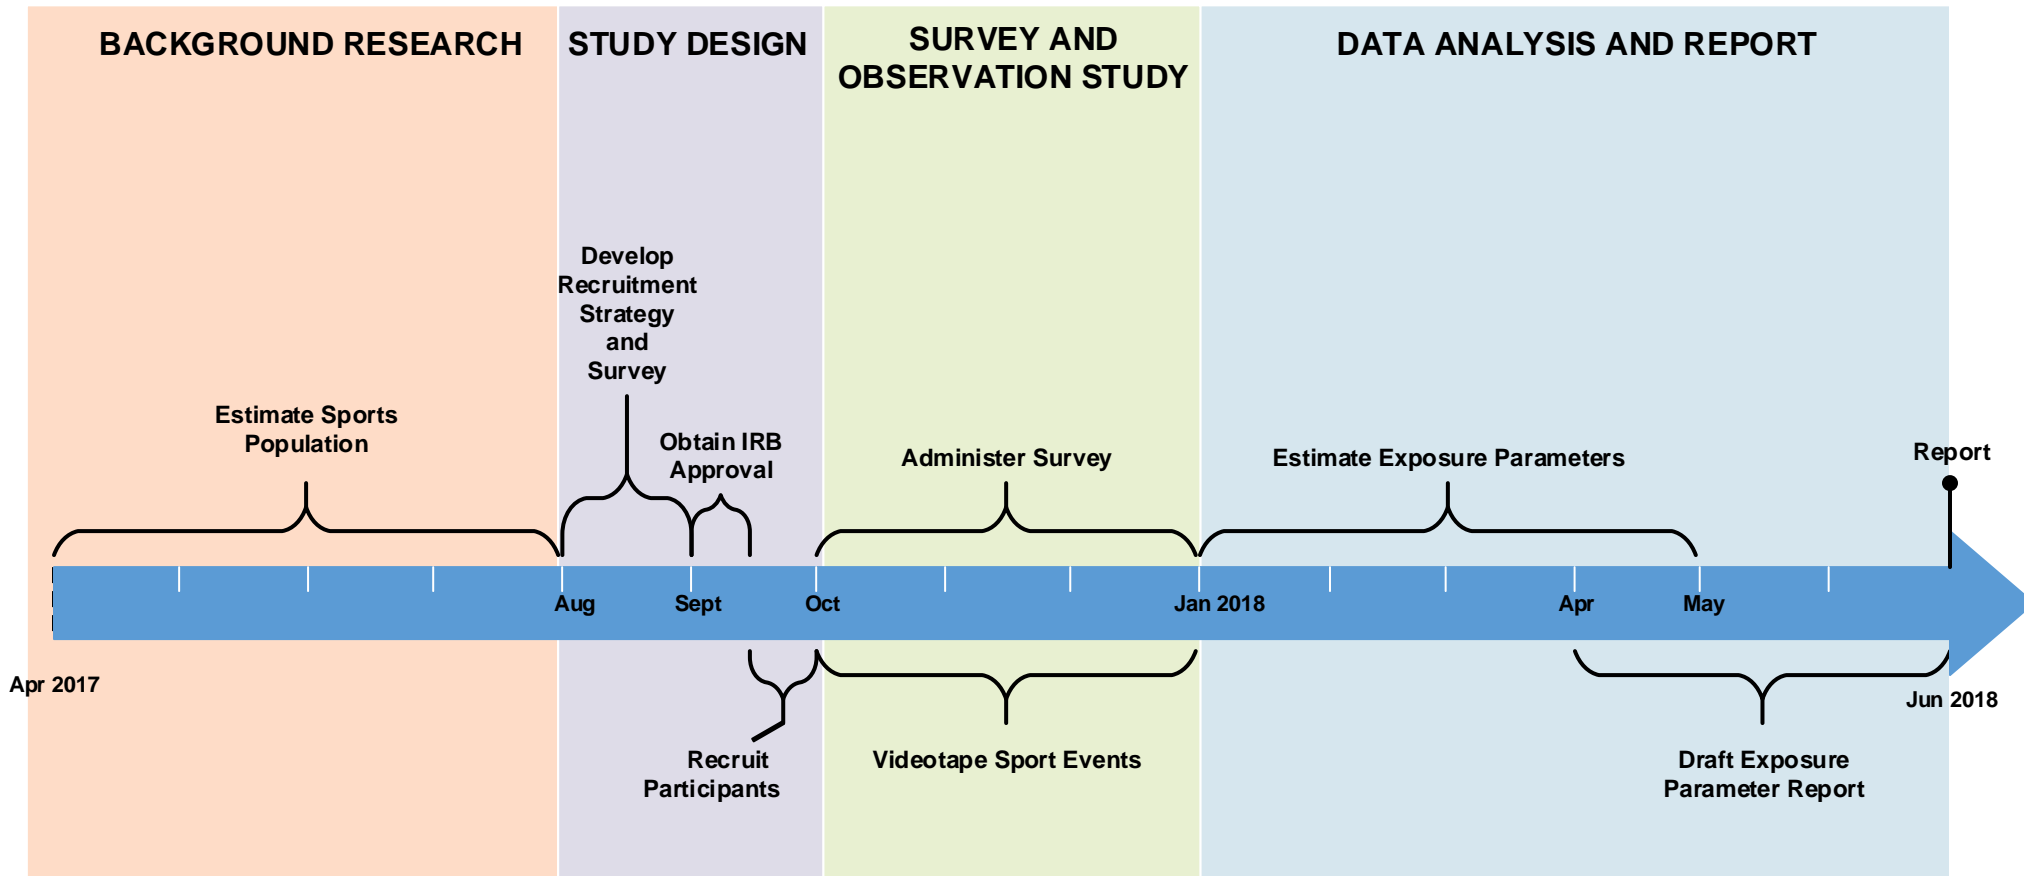 BACKGROUND RESEARCH
STUDY DESIGN
SURVEY AND
OBSERVATION STUDY
DATA ANALYSIS AND REPORT
Develop
Recruitment
Strategy
and
Survey
Estimate Sports
Population
Obtain IRB
Approval
Administer Survey
Estimate Exposure Parameters
Report
Aug
Sept
Oct
Jan 2018
Apr
May
Apr 2017
Jun 2018
Recruit
Participants
Videotape Sport Events
Draft Exposure
Parameter Report